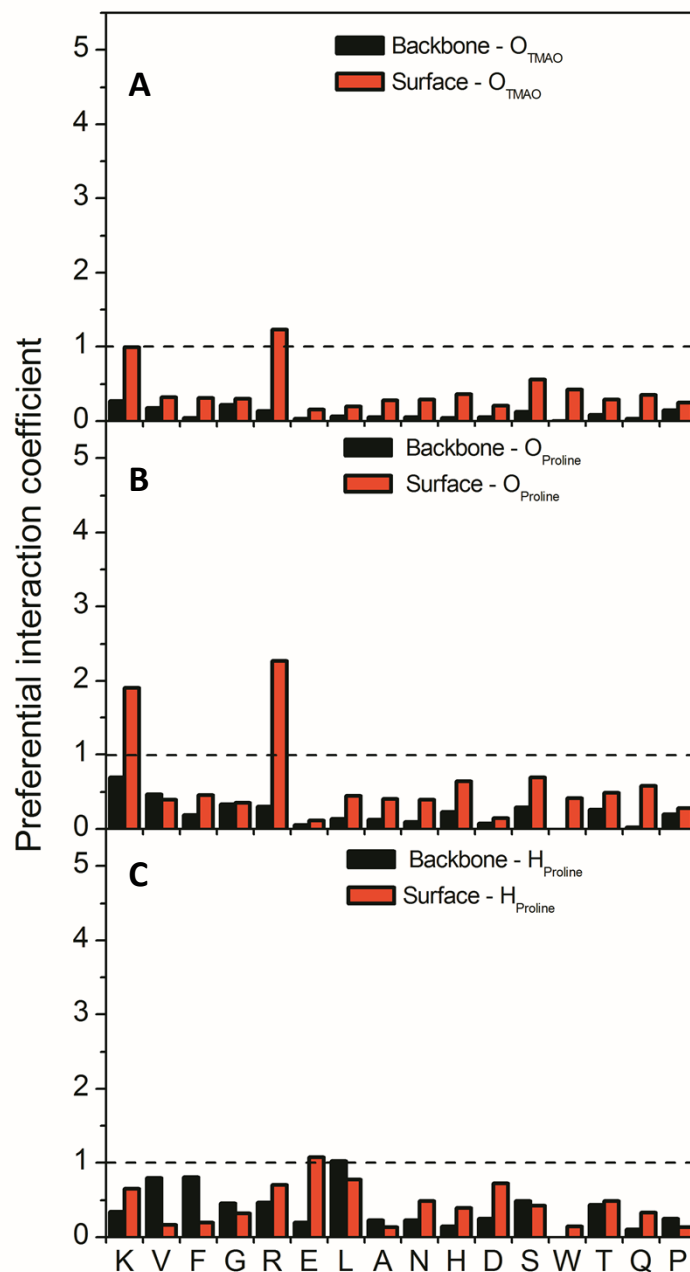 Preferential interaction coefficient
5
4
3
2
1
0
A
Backbone - O_TMAO
Surface - O_TMAO
5
4
3
2
1
0
B
Backbone - O_Proline
Surface - O_Proline
5
4
3
2
1
0
C
Backbone - H_Proline
Surface - H_Proline
K V F G R E L A N H D S W T Q P